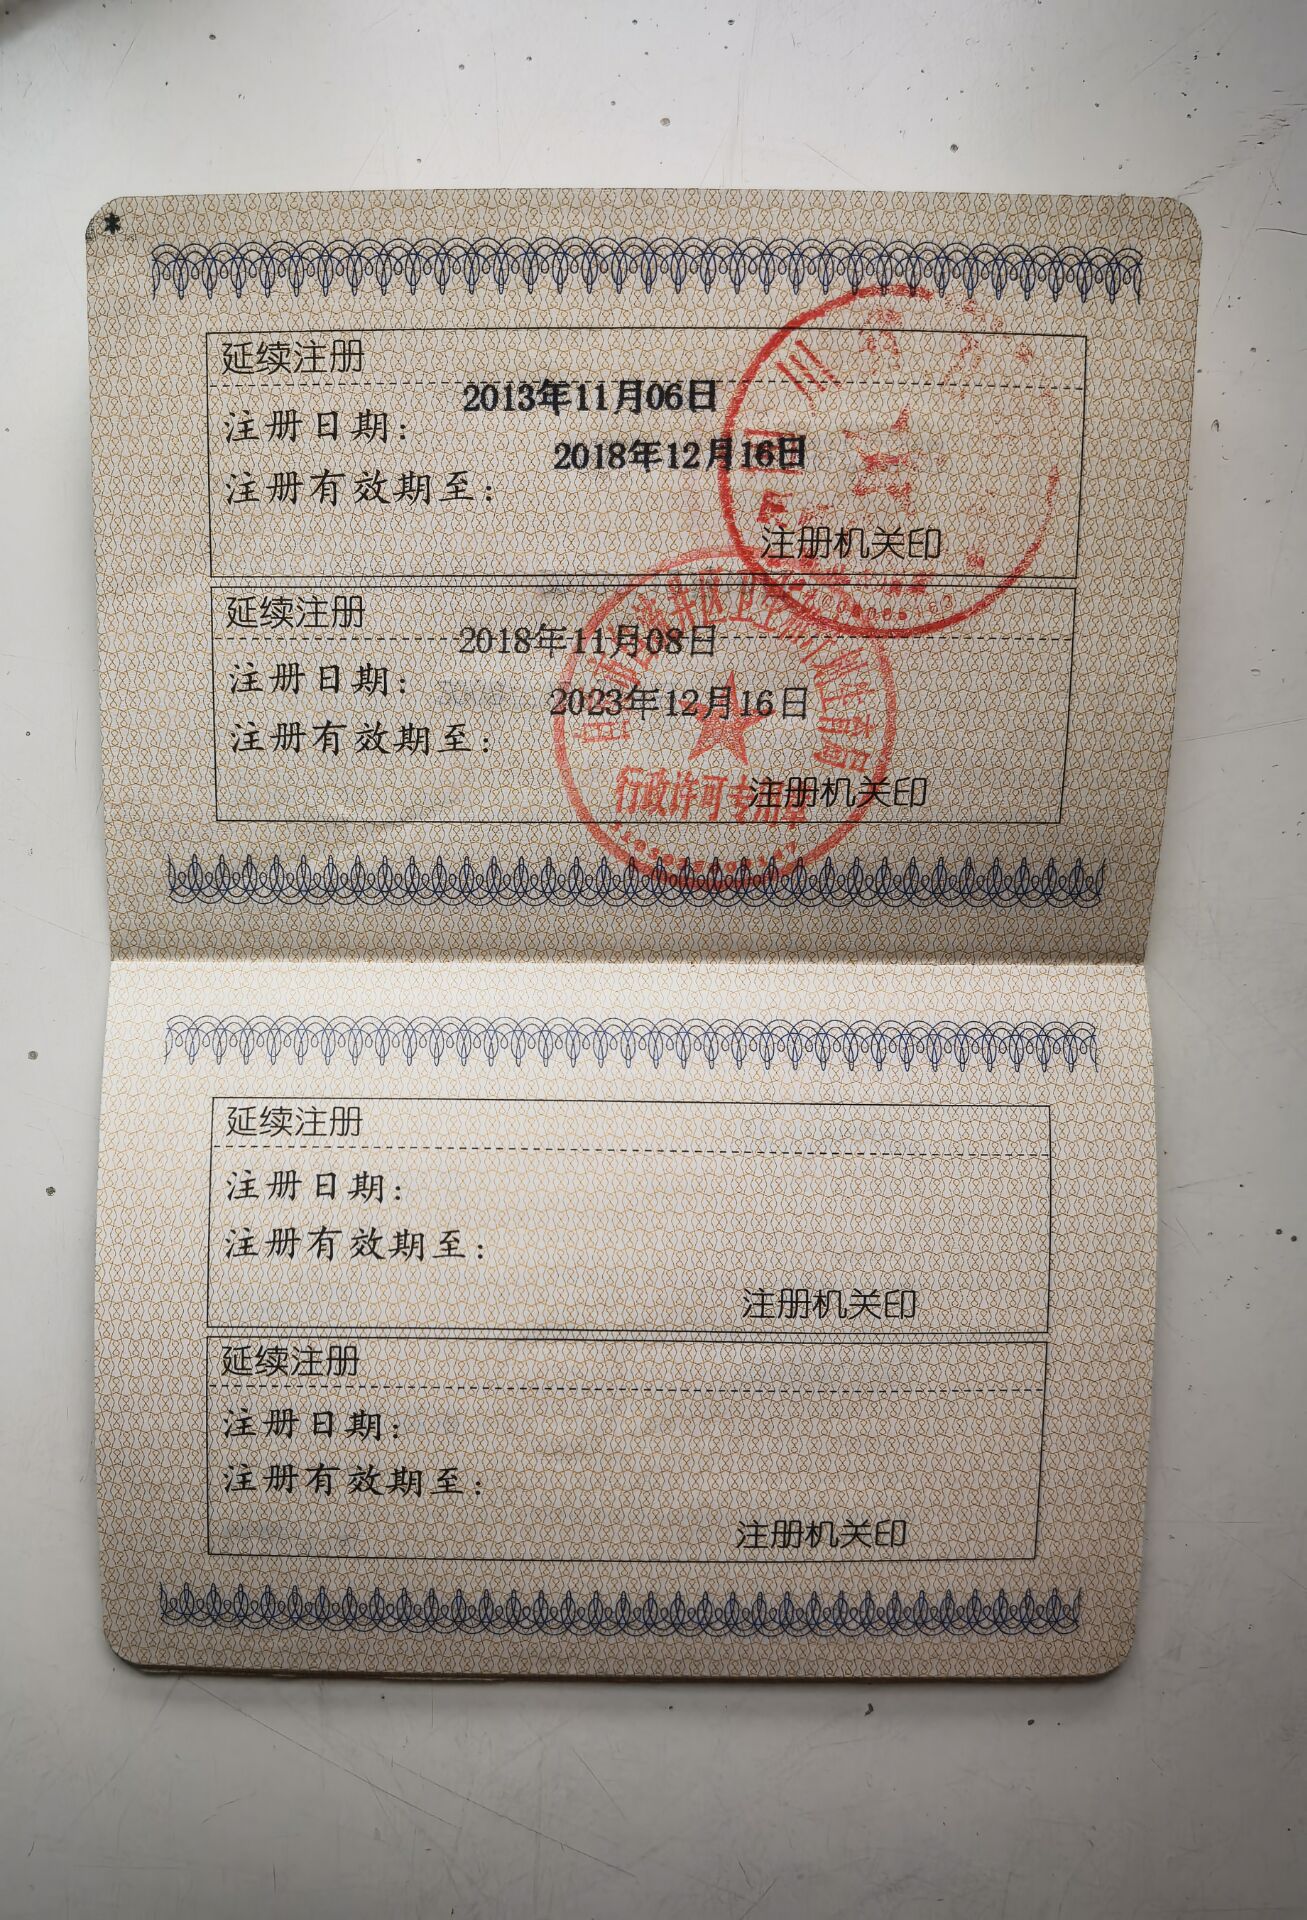 延续注册
2013年11月06日
注册日期:
2018年12月16日
注册有效期至:
注册机关印
延续注册
2018年11月08日
注册日期:
2023年12月16日
注册有效期至:
行政许可专用章
注册机关印
延续注册
注册日期:
注册有效期至:
注册机关印
延续注册
注册日期:
注册有效期至:
注册机关印